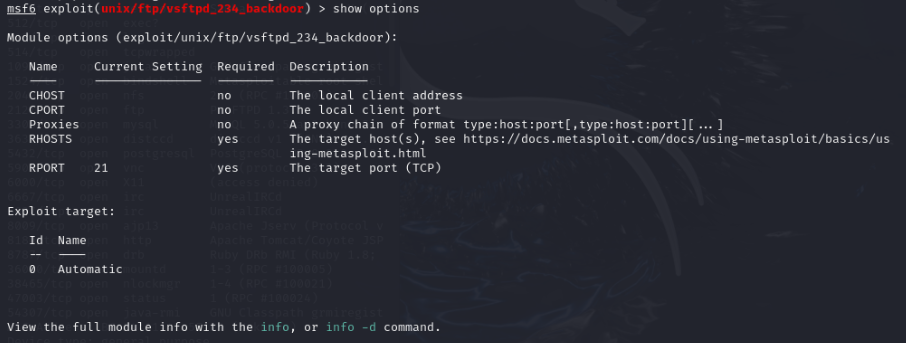 msf6 exploit(unix/ftp/vsftpd_234_backdoor) > show options
Module options (exploit/unix/ftp/vsftpd_234_backdoor):
Name Current Setting Required Description
---- --------------- -------- -----------
CHOST no The local client address
CPORT no The local client port
Proxies no A proxy chain of format type:host:port[,type:host:port][...]
RHOSTS yes The target host(s), see https://docs.metasploit.com/docs/using-metasploit/basics/us
ing-metasploit.html
RPORT 21 yes The target port (TCP)
Exploit target:
Id Name
-- ----
0 Automatic
View the full module info with the info, or info -d command.